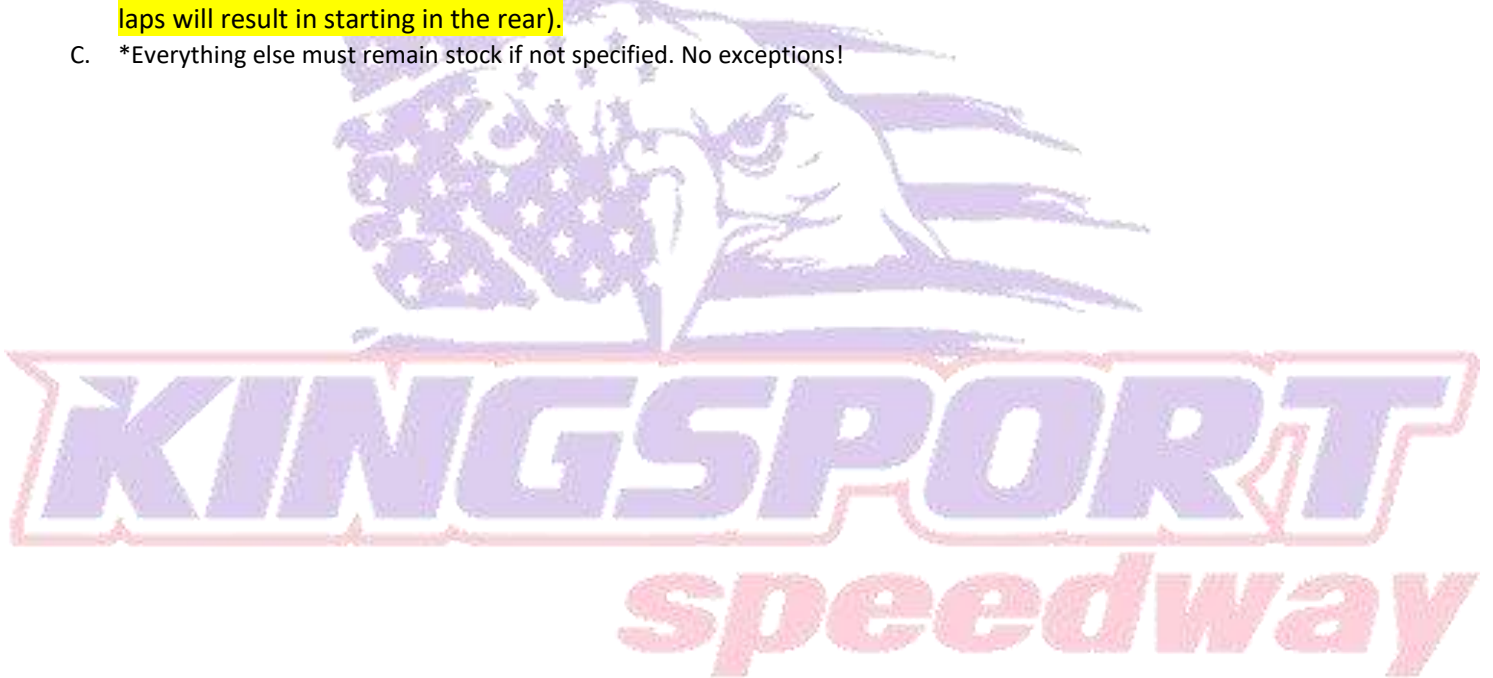 laps will result in starting in the rear).
C. *Everything else must remain stock if not specified. No exceptions!
KINGSPORT
speedway